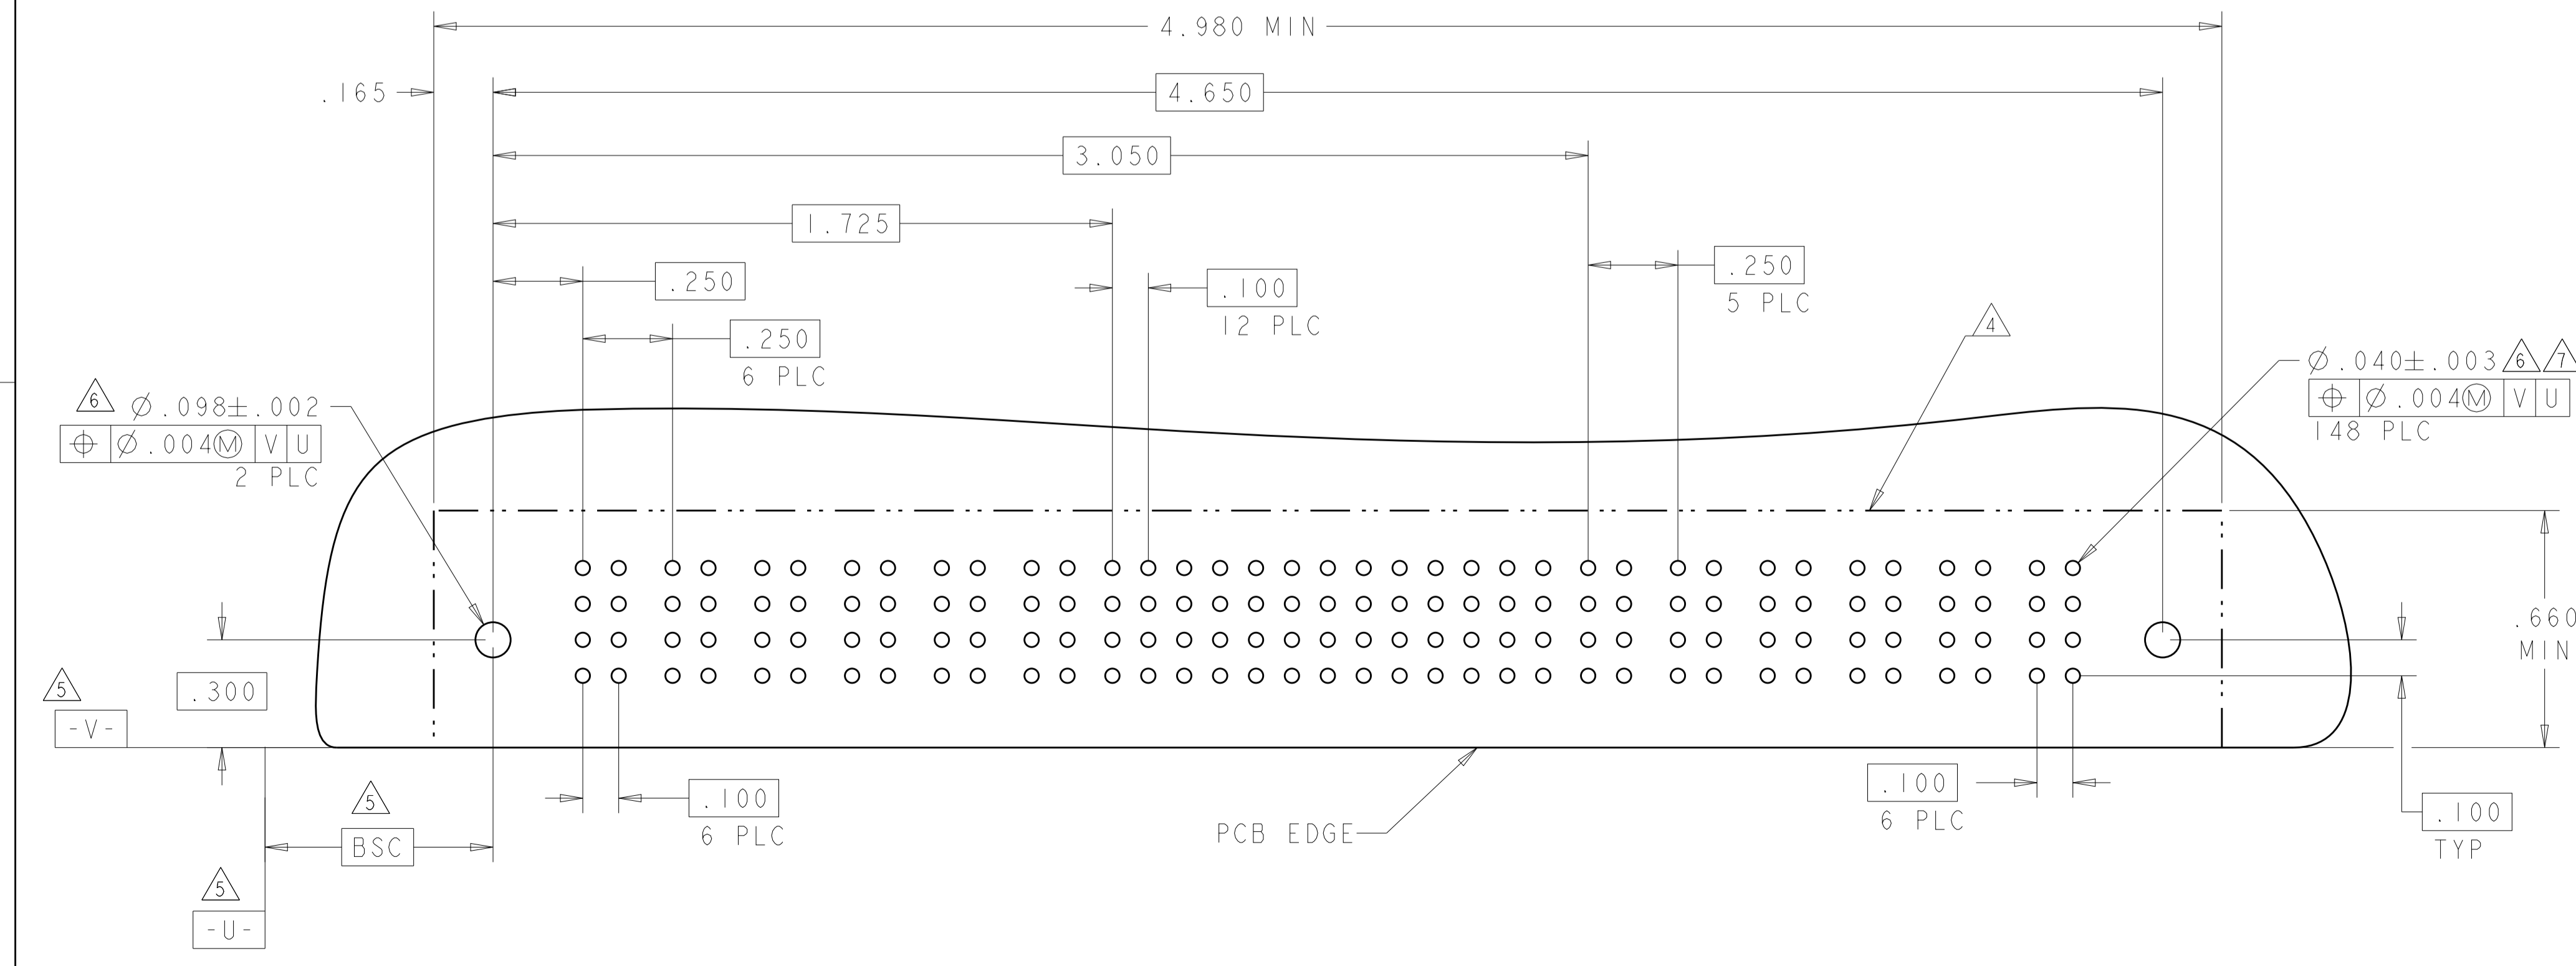 4.980 MIN
.165
4.650
3.050
1.725
.250
.250
6 PLC
.100
12 PLC
.250
5 PLC
4
6 Ø.098±.002
⌖ Ø.004Ⓜ V U
2 PLC
Ø.040±.003 6 7
⌖ Ø.004Ⓜ V U
148 PLC
.660
MIN
.300
5
-V-
5
BSC
5
-U-
.100
6 PLC
PCB EDGE
.100
6 PLC
.100
TYP